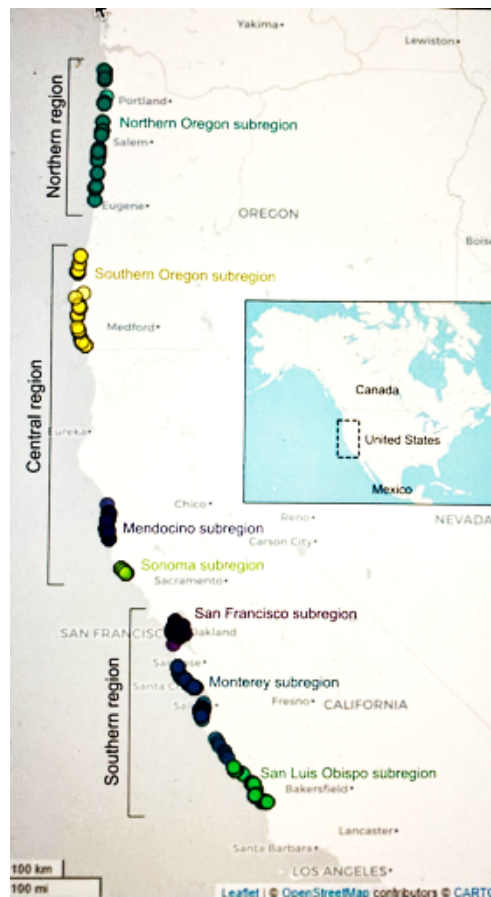 Yakima
Lewiston
Northern region
Portland
Northern Oregon subregion
Salem
Eugene
OREGON
Southern Oregon subregion
Medford
Central region
Eureka
Canada
United States
Mexico
Chico
Reno
NEVADA
Mendocino subregion
Carson City
Sonoma subregion
Sacramento
San Francisco subregion
SAN FRANCISC
Oakland
Southern region
Monterey subregion
Santa C
Fresno
CALIFORNIA
San Luis Obispo subregion
Bakersfield
Lancaster
Santa Barbara
100 km
100 mi
LOS ANGELES
Leaflet | © OpenStreetMap contributors © CARTO